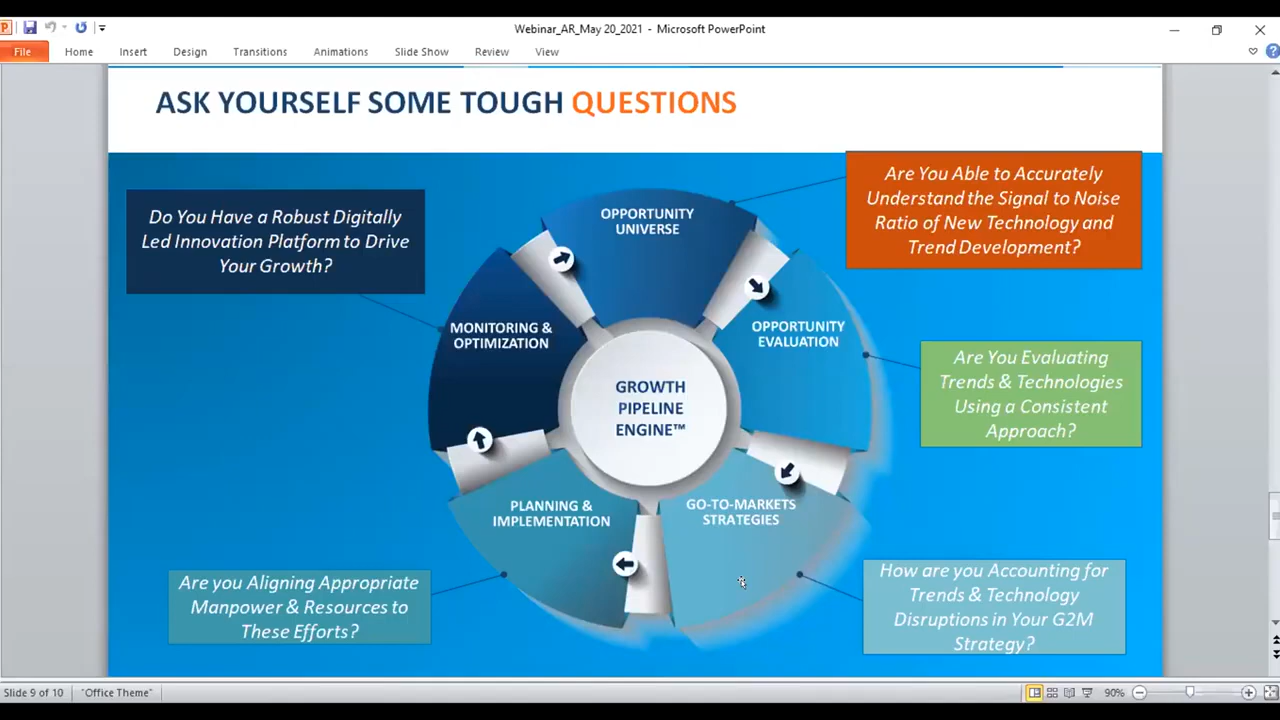 Webinar_AR_May 20_2021 - Microsoft PowerPoint
File Home Insert Design Transitions Animations Slide Show Review View
ASK YOURSELF SOME TOUGH QUESTIONS
Do You Have a Robust Digitally
Led Innovation Platform to Drive
Your Growth?
OPPORTUNITY
UNIVERSE
Are You Able to Accurately
Understand the Signal to Noise
Ratio of New Technology and
Trend Development?
MONITORING &
OPTIMIZATION
OPPORTUNITY
EVALUATION
Are You Evaluating
Trends & Technologies
Using a Consistent
Approach?
GROWTH
PIPELINE
ENGINE™
PLANNING &
IMPLEMENTATION
GO-TO-MARKETS
STRATEGIES
Are you Aligning Appropriate
Manpower & Resources to
These Efforts?
How are you Accounting for
Trends & Technology
Disruptions in Your G2M
Strategy?
Slide 9 of 10 "Office Theme" 90%